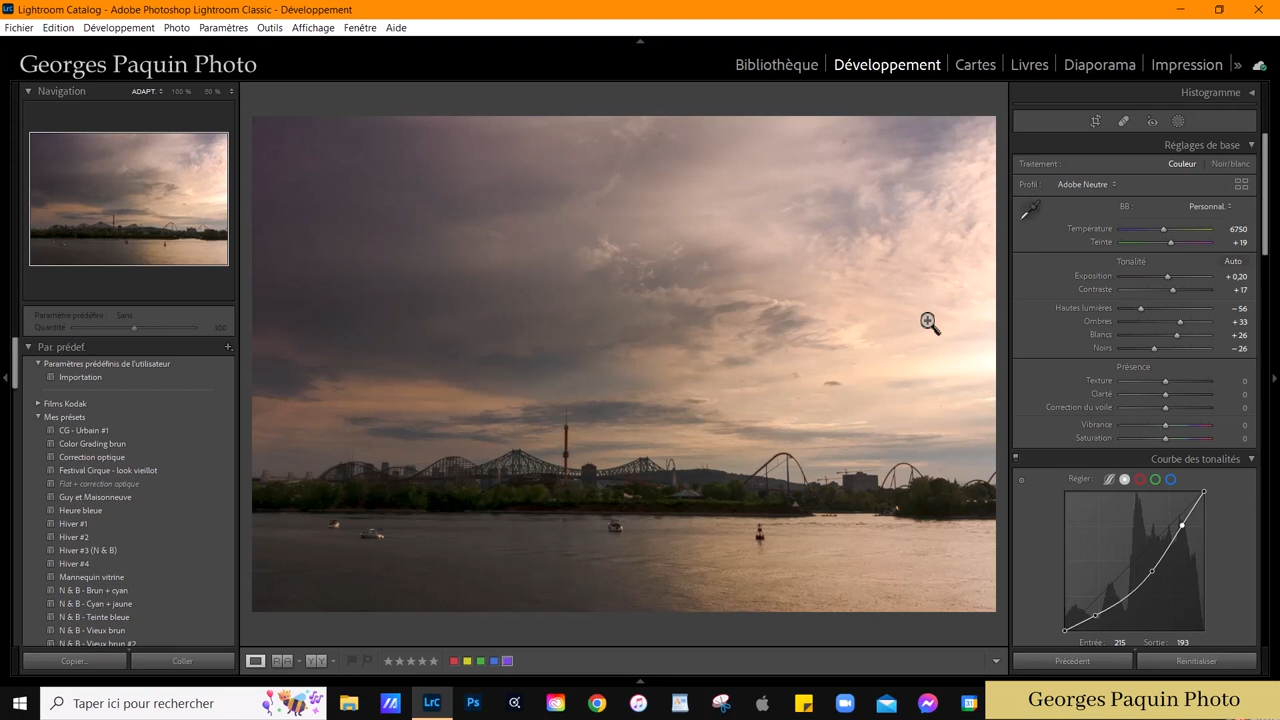 Lightroom Catalog - Adobe Photoshop Lightroom Classic - Développement
Fichier Edition Développement Photo Paramètres Outils Affichage Fenêtre Aide
Georges Paquin Photo
Bibliothèque Développement Cartes Livres Diaporama Impression »
Navigation ADAPT. 100 % 50 %
Histogramme
Réglages de base
Traitement : Couleur Noir/blanc
Profil : Adobe Neutre
BB : Personnal.
Température 6750
Teinte + 19
Tonalité Auto
Exposition + 0,20
Contraste + 17
Hautes lumières − 56
Ombres + 33
Blancs + 26
Noirs − 26
Présence
Texture 0
Clarté 0
Correction du voile 0
Vibrance 0
Saturation 0
Courbe des tonalités
Régler :
Entrée : 215 Sortie : 193
Précédent Réinitialiser
Paramètre prédéfini : Sans
Quantité 100
Par. prédéf. +
Paramètres prédéfinis de l'utilisateur
Importation
Films Kodak
Mes présets
CG - Urbain #1
Color Grading brun
Correction optique
Festival Cirque - look vieillot
Flat + correction optique
Guy et Maisonneuve
Heure bleue
Hiver #1
Hiver #2
Hiver #3 (N & B)
Hiver #4
Mannequin vitrine
N & B - Brun + cyan
N & B - Cyan + jaune
N & B - Teinte bleue
N & B - Vieux brun
N & B - Vieux brun #2
Copier... Coller
Taper ici pour rechercher
Georges Paquin Photo